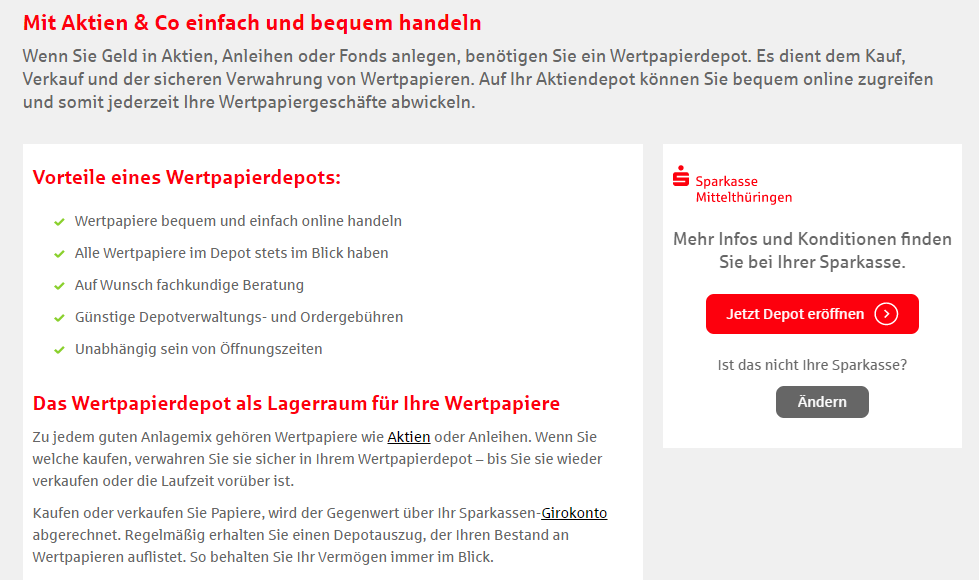 Mit Aktien & Co einfach und bequem handeln
Wenn Sie Geld in Aktien, Anleihen oder Fonds anlegen, benötigen Sie ein Wertpapierdepot. Es dient dem Kauf,
Verkauf und der sicheren Verwahrung von Wertpapieren. Auf Ihr Aktiendepot können Sie bequem online zugreifen
und somit jederzeit Ihre Wertpapiergeschäfte abwickeln.
Vorteile eines Wertpapierdepots:
Wertpapiere bequem und einfach online handeln
Alle Wertpapiere im Depot stets im Blick haben
Auf Wunsch fachkundige Beratung
Günstige Depotverwaltungs- und Ordergebühren
Unabhängig sein von Öffnungszeiten
Das Wertpapierdepot als Lagerraum für Ihre Wertpapiere
Zu jedem guten Anlagemix gehören Wertpapiere wie Aktien oder Anleihen. Wenn Sie
welche kaufen, verwahren Sie sie sicher in Ihrem Wertpapierdepot – bis Sie sie wieder
verkaufen oder die Laufzeit vorüber ist.
Kaufen oder verkaufen Sie Papiere, wird der Gegenwert über Ihr Sparkassen-Girokonto
abgerechnet. Regelmäßig erhalten Sie einen Depotauszug, der Ihren Bestand an
Wertpapieren auflistet. So behalten Sie Ihr Vermögen immer im Blick.
Sparkasse
Mittelthüringen
Mehr Infos und Konditionen finden
Sie bei Ihrer Sparkasse.
Jetzt Depot eröffnen
Ist das nicht Ihre Sparkasse?
Ändern